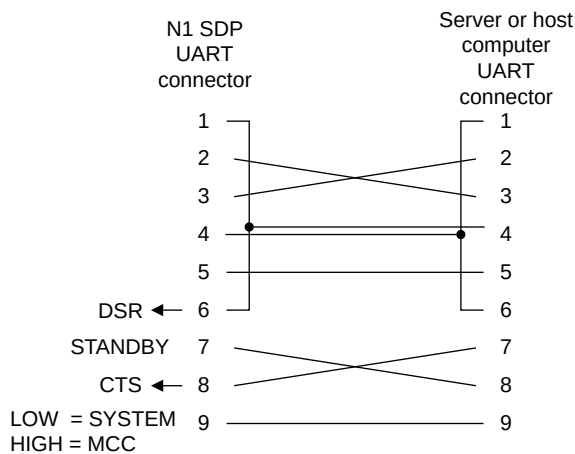 N1 SDP
UART
connector
Server or host
computer
UART
connector
1 1
2 2
3 3
4 4
5 5
DSR 6 6
STANDBY 7 7
CTS 8 8
LOW = SYSTEM 9 9
HIGH = MCC